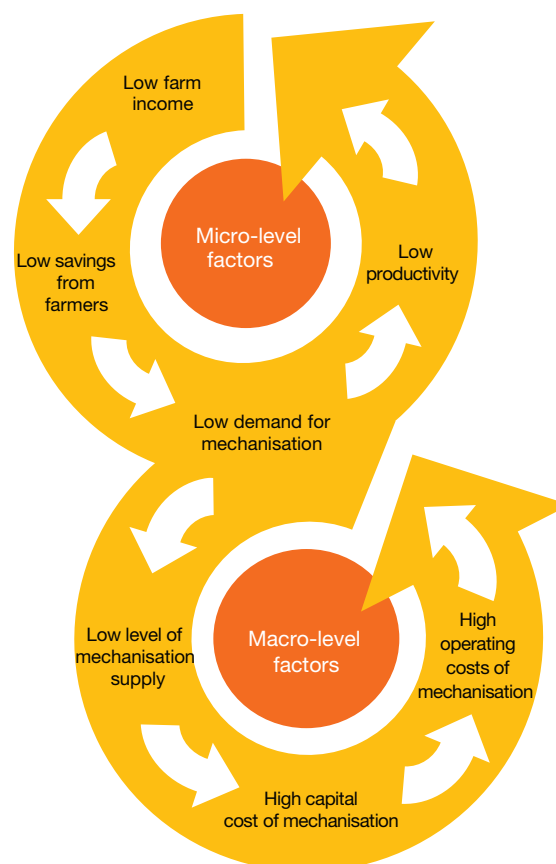 Low farm
income
Micro-level
factors
Low savings
from
farmers
Low
productivity
Low demand for
mechanisation
Low level of
mechanisation
supply
Macro-level
factors
High
operating
costs of
mechanisation
High capital
cost of mechanisation